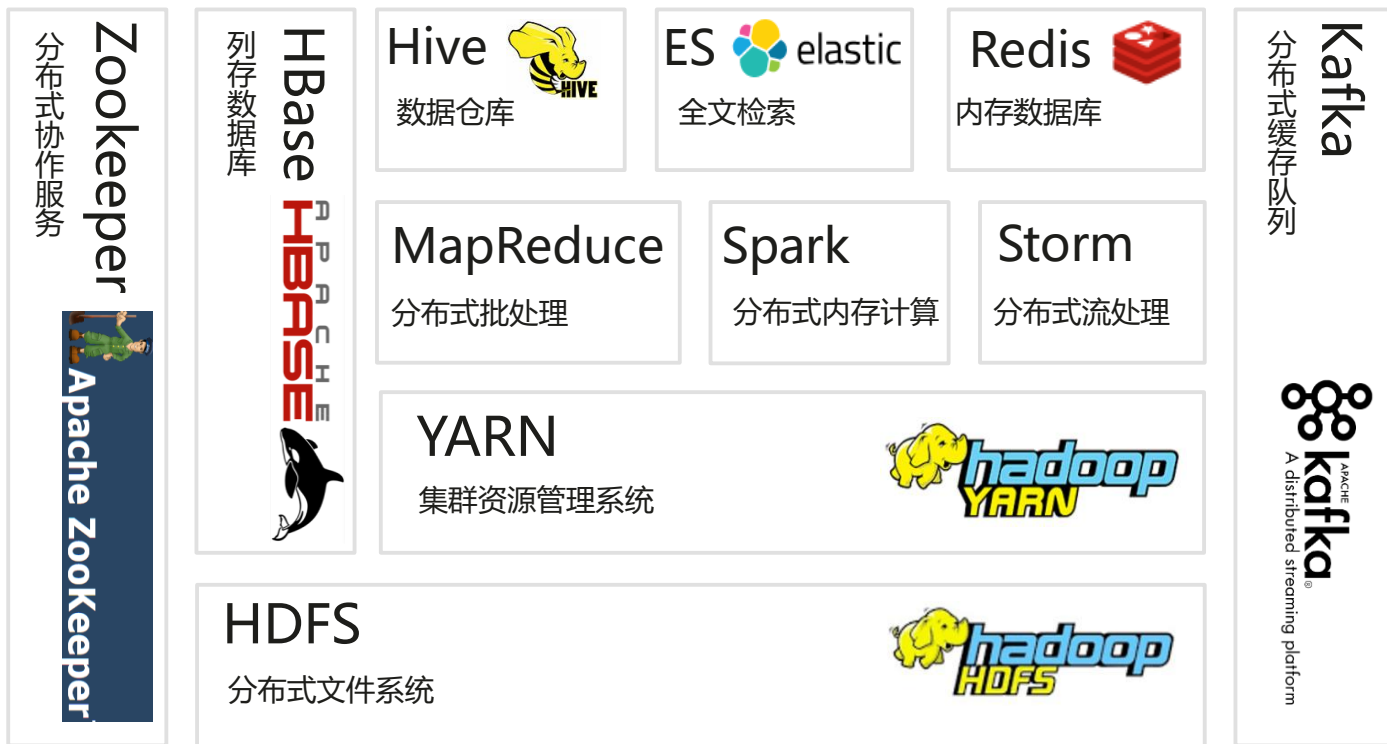 Zookeeper
分布式协作服务
Apache ZooKeeper
HBase
列存数据库
APACHE
HBASE
Hive
HIVE
数据仓库
ES
elastic
全文检索
Redis
内存数据库
MapReduce
分布式批处理
Spark
分布式内存计算
Storm
分布式流处理
YARN
集群资源管理系统
hadoop
YARN
HDFS
分布式文件系统
hadoop
HDFS
Kafka
分布式缓存队列
APACHE
kafka®
A distributed streaming platform